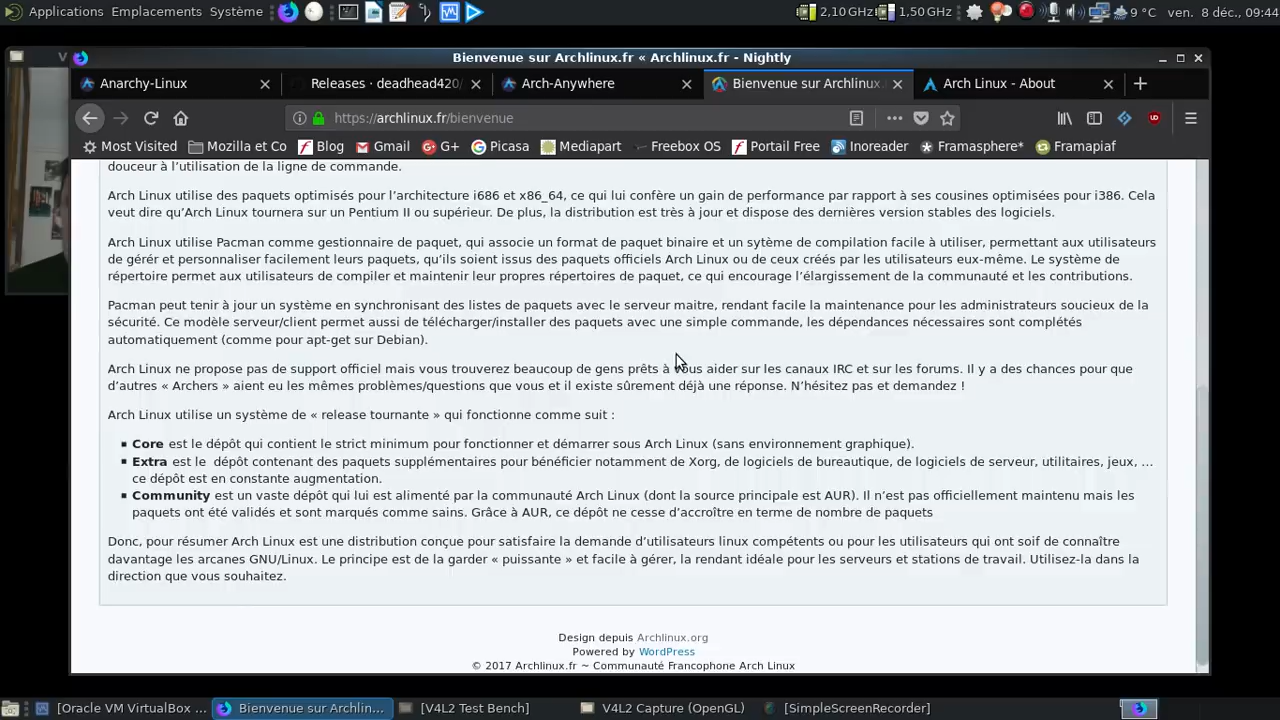 Applications Emplacements Système 2,10 GHz 1,50 GHz 9 °C ven. 8 déc., 09:44
Bienvenue sur Archlinux.fr « Archlinux.fr - Nightly
Anarchy-Linux Releases · deadhead420/ Arch-Anywhere Bienvenue sur Archlinux. Arch Linux - About
https://archlinux.fr/bienvenue
Most Visited Mozilla et Co Blog Gmail G+ Picasa Mediapart Freebox OS Portail Free Inoreader Framasphere* Framapiaf
douceur à l’utilisation de la ligne de commande.
Arch Linux utilise des paquets optimisés pour l’architecture i686 et x86_64, ce qui lui confère un gain de performance par rapport à ses cousines optimisées pour i386. Cela
veut dire qu’Arch Linux tournera sur un Pentium II ou supérieur. De plus, la distribution est très à jour et dispose des dernières version stables des logiciels.
Arch Linux utilise Pacman comme gestionnaire de paquet, qui associe un format de paquet binaire et un sytème de compilation facile à utiliser, permettant aux utilisateurs
de gérér et personnaliser facilement leurs paquets, qu’ils soient issus des paquets officiels Arch Linux ou de ceux créés par les utilisateurs eux-même. Le système de
répertoire permet aux utilisateurs de compiler et maintenir leur propres répertoires de paquet, ce qui encourage l’élargissement de la communauté et les contributions.
Pacman peut tenir à jour un système en synchronisant des listes de paquets avec le serveur maitre, rendant facile la maintenance pour les administrateurs soucieux de la
sécurité. Ce modèle serveur/client permet aussi de télécharger/installer des paquets avec une simple commande, les dépendances nécessaires sont complétés
automatiquement (comme pour apt-get sur Debian).
Arch Linux ne propose pas de support officiel mais vous trouverez beaucoup de gens prêts à vous aider sur les canaux IRC et sur les forums. Il y a des chances pour que
d’autres « Archers » aient eu les mêmes problèmes/questions que vous et il existe sûrement déjà une réponse. N’hésitez pas et demandez !
Arch Linux utilise un système de « release tournante » qui fonctionne comme suit :
Core est le dépôt qui contient le strict minimum pour fonctionner et démarrer sous Arch Linux (sans environnement graphique).
Extra est le dépôt contenant des paquets supplémentaires pour bénéficier notamment de Xorg, de logiciels de bureautique, de logiciels de serveur, utilitaires, jeux, …
ce dépôt est en constante augmentation.
Community est un vaste dépôt qui lui est alimenté par la communauté Arch Linux (dont la source principale est AUR). Il n’est pas officiellement maintenu mais les
paquets ont été validés et sont marqués comme sains. Grâce à AUR, ce dépôt ne cesse d’accroître en terme de nombre de paquets
Donc, pour résumer Arch Linux est une distribution conçue pour satisfaire la demande d’utilisateurs linux compétents ou pour les utilisateurs qui ont soif de connaître
davantage les arcanes GNU/Linux. Le principe est de la garder « puissante » et facile à gérer, la rendant idéale pour les serveurs et stations de travail. Utilisez-la dans la
direction que vous souhaitez.
Design depuis Archlinux.org
Powered by WordPress
© 2017 Archlinux.fr ~ Communauté Francophone Arch Linux
[Oracle VM VirtualBox ... Bienvenue sur Archlin... [V4L2 Test Bench] V4L2 Capture (OpenGL) [SimpleScreenRecorder]